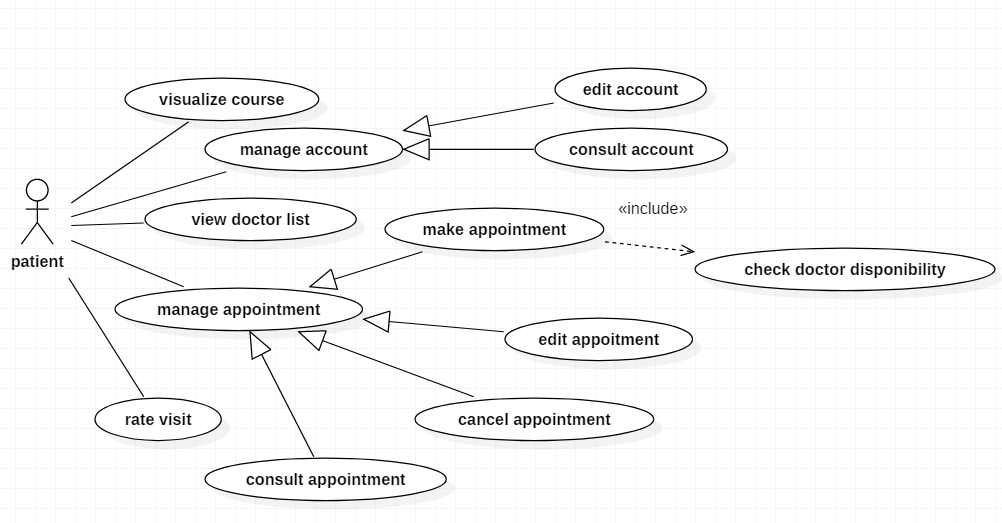 edit account
visualize course
manage account
consult account
«include»
view doctor list
make appointment
patient
check doctor disponibility
manage appointment
edit appoitment
rate visit
cancel appointment
consult appointment